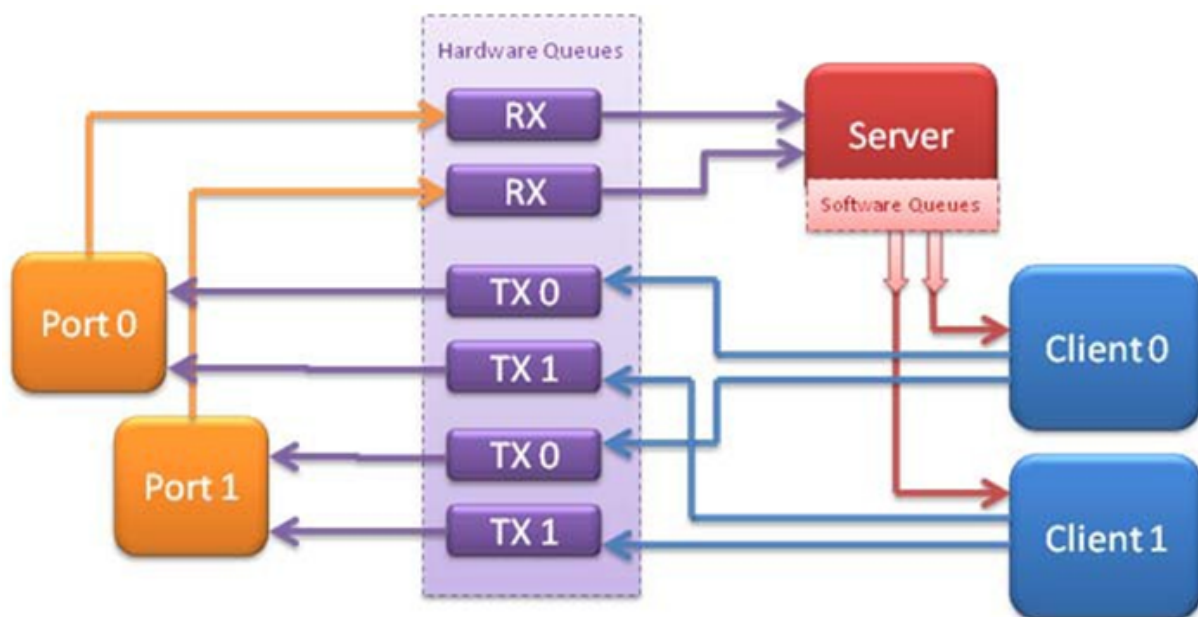 Hardware Queues
RX
Server
RX
Software Queues
TX 0
Port 0
Client 0
TX 1
TX 0
Port 1
TX 1
Client 1